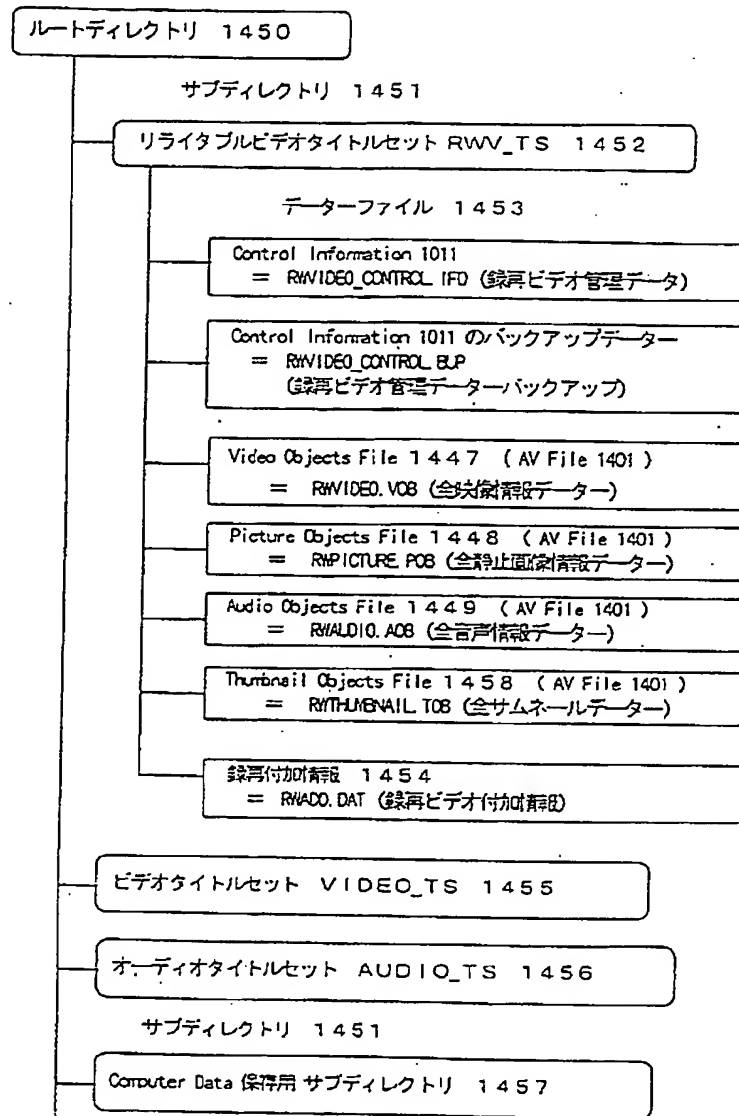 ルートディレクトリ 1450
サブディレクトリ 1451
リライタブルビデオタイトルセット RWV_TS 1452
データーファイル 1453
Control Information 1011
= RWVIDEO_CONTROL.IFO (録再ビデオ管理データ)
Control Information 1011 のバックアップデーター
= RWVIDEO_CONTROL.BUP
(録再ビデオ管理データーバックアップ)
Video Objects File 1447 (AV File 1401)
= RWVIDEO.VOB (全映像情報データー)
Picture Objects File 1448 (AV File 1401)
= RWPICTURE.POB (全静止画像情報データー)
Audio Objects File 1449 (AV File 1401)
= RWAUDIO.AOB (全音声情報データー)
Thumbnail Objects File 1458 (AV File 1401)
= RWTHUMBNAIL.TOB (全サムネールデーター)
録再付加情報 1454
= RWADD.DAT (録再ビデオ付加情報)
ビデオタイトルセット VIDEO_TS 1455
オーディオタイトルセット AUDIO_TS 1456
サブディレクトリ 1451
Computer Data 保存用 サブディレクトリ 1457